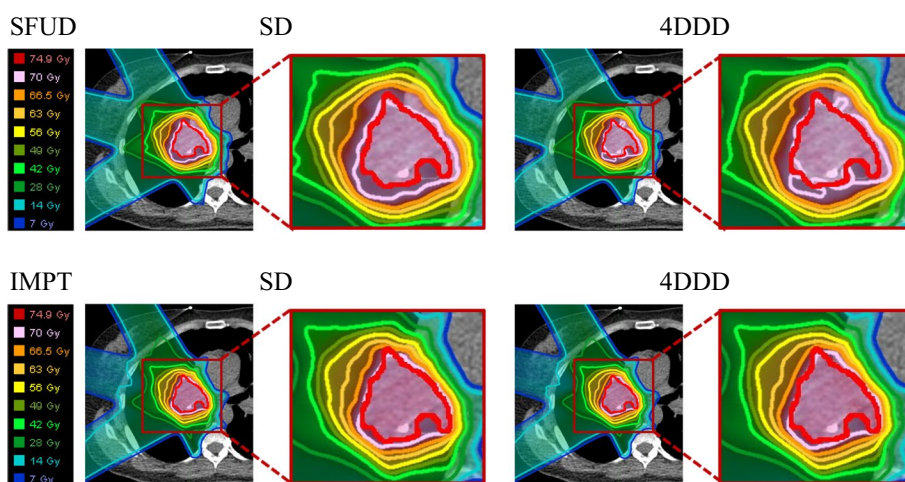 SFUD SD 4DDD
74.9 Gy
70 Gy
66.5 Gy
63 Gy
56 Gy
49 Gy
42 Gy
28 Gy
14 Gy
7 Gy
IMPT SD 4DDD
74.9 Gy
70 Gy
66.5 Gy
63 Gy
56 Gy
49 Gy
42 Gy
28 Gy
14 Gy
7 Gy